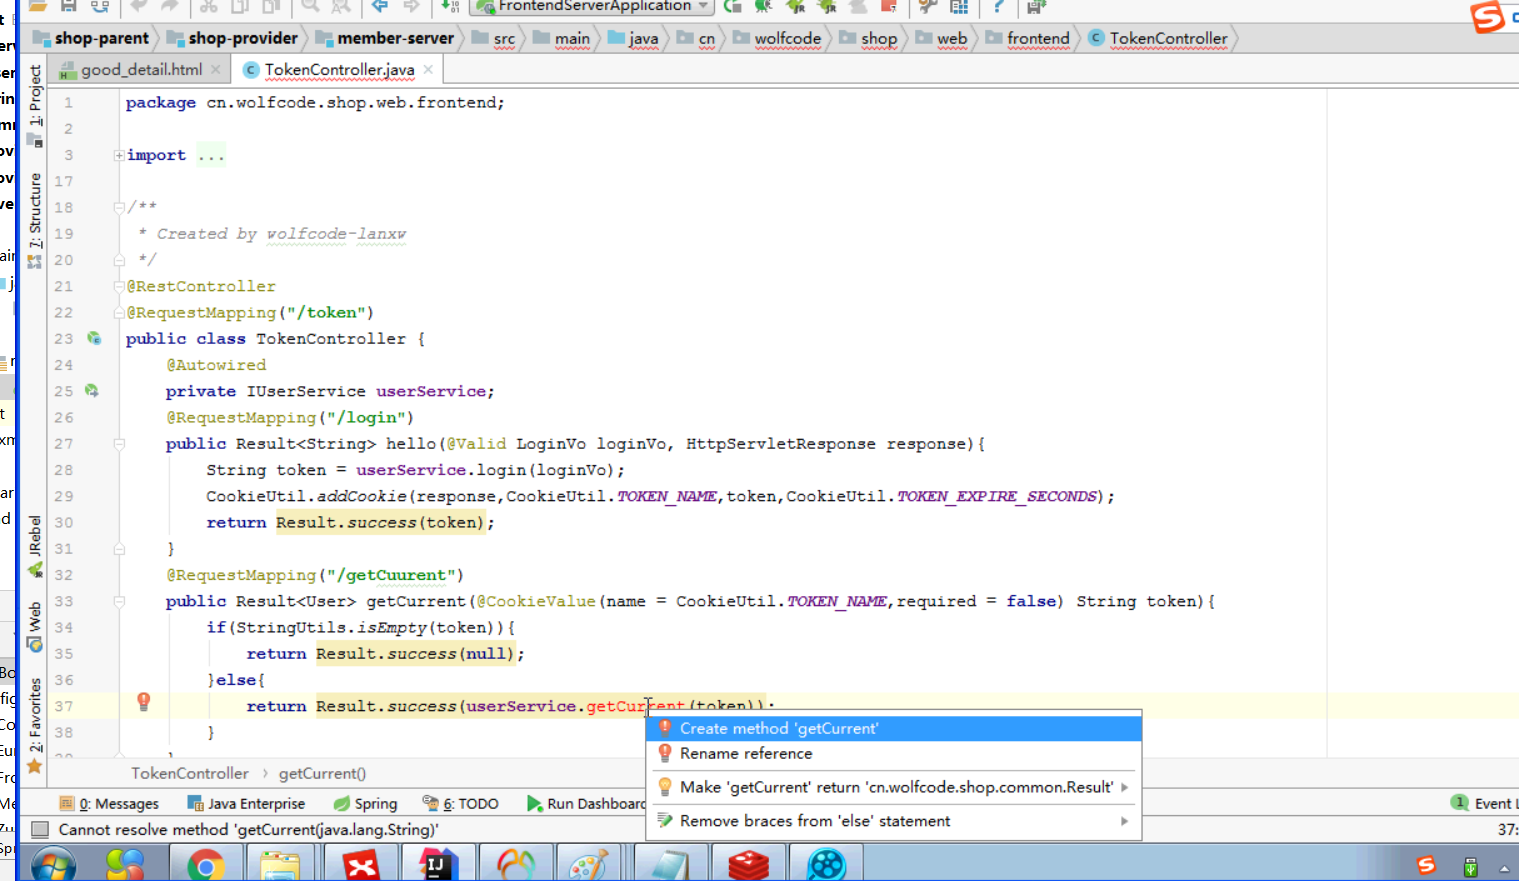 FrontendServerApplication
shop-parent shop-provider member-server src main java cn wolfcode shop web frontend TokenController
good_detail.html TokenController.java
1: Project
7: Structure
JRebel
Web
2: Favorites
1 package cn.wolfcode.shop.web.frontend;
2
3 import ...
17
18 /**
19 * Created by wolfcode-lanxw
20 */
21 @RestController
22 @RequestMapping("/token")
23 public class TokenController {
24 @Autowired
25 private IUserService userService;
26 @RequestMapping("/login")
27 public Result<String> hello(@Valid LoginVo loginVo, HttpServletResponse response){
28 String token = userService.login(loginVo);
29 CookieUtil.addCookie(response,CookieUtil.TOKEN_NAME,token,CookieUtil.TOKEN_EXPIRE_SECONDS);
30 return Result.success(token);
31 }
32 @RequestMapping("/getCuurent")
33 public Result<User> getCurrent(@CookieValue(name = CookieUtil.TOKEN_NAME,required = false) String token){
34 if(StringUtils.isEmpty(token)){
35 return Result.success(null);
36 }else{
37 return Result.success(userService.getCurrent(token));
38 }
Create method 'getCurrent'
Rename reference
Make 'getCurrent' return 'cn.wolfcode.shop.common.Result'
Remove braces from 'else' statement
TokenController › getCurrent()
0: Messages Java Enterprise Spring 6: TODO Run Dashboard 1 Event L
Cannot resolve method 'getCurrent(java.lang.String)' 37: